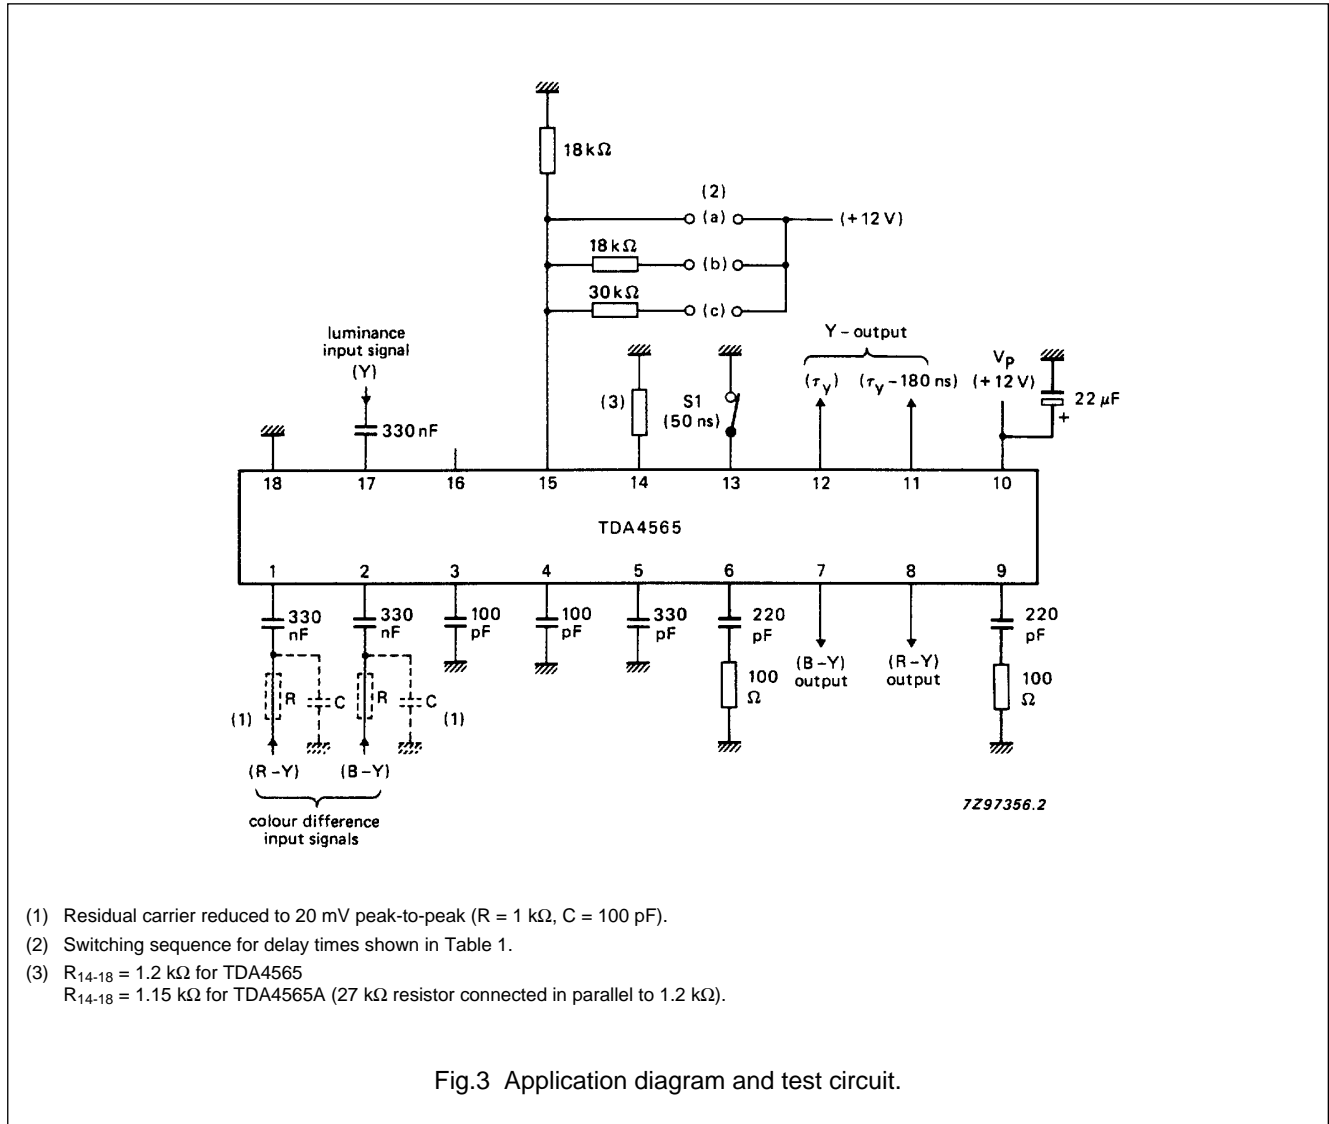 18 kΩ
(2)
(a)
(+12 V)
18 kΩ
(b)
30 kΩ
(c)
luminance
input signal
(Y)
330 nF
(3)
S1
(50 ns)
Y – output
(τy)
(τy – 180 ns)
Vp
(+12 V)
22 µF
+
18 17 16 15 14 13 12 11 10
TDA4565
1 2 3 4 5 6 7 8 9
330
nF
330
nF
100
pF
100
pF
330
pF
220
pF
220
pF
(B–Y)
output
(R–Y)
output
100
Ω
100
Ω
R
C
R
C
(1)
(1)
(R–Y)
(B–Y)
colour difference
input signals
7Z97356.2
(1) Residual carrier reduced to 20 mV peak-to-peak (R = 1 kΩ, C = 100 pF).
(2) Switching sequence for delay times shown in Table 1.
(3) R14-18 = 1.2 kΩ for TDA4565
R14-18 = 1.15 kΩ for TDA4565A (27 kΩ resistor connected in parallel to 1.2 kΩ).
Fig.3 Application diagram and test circuit.